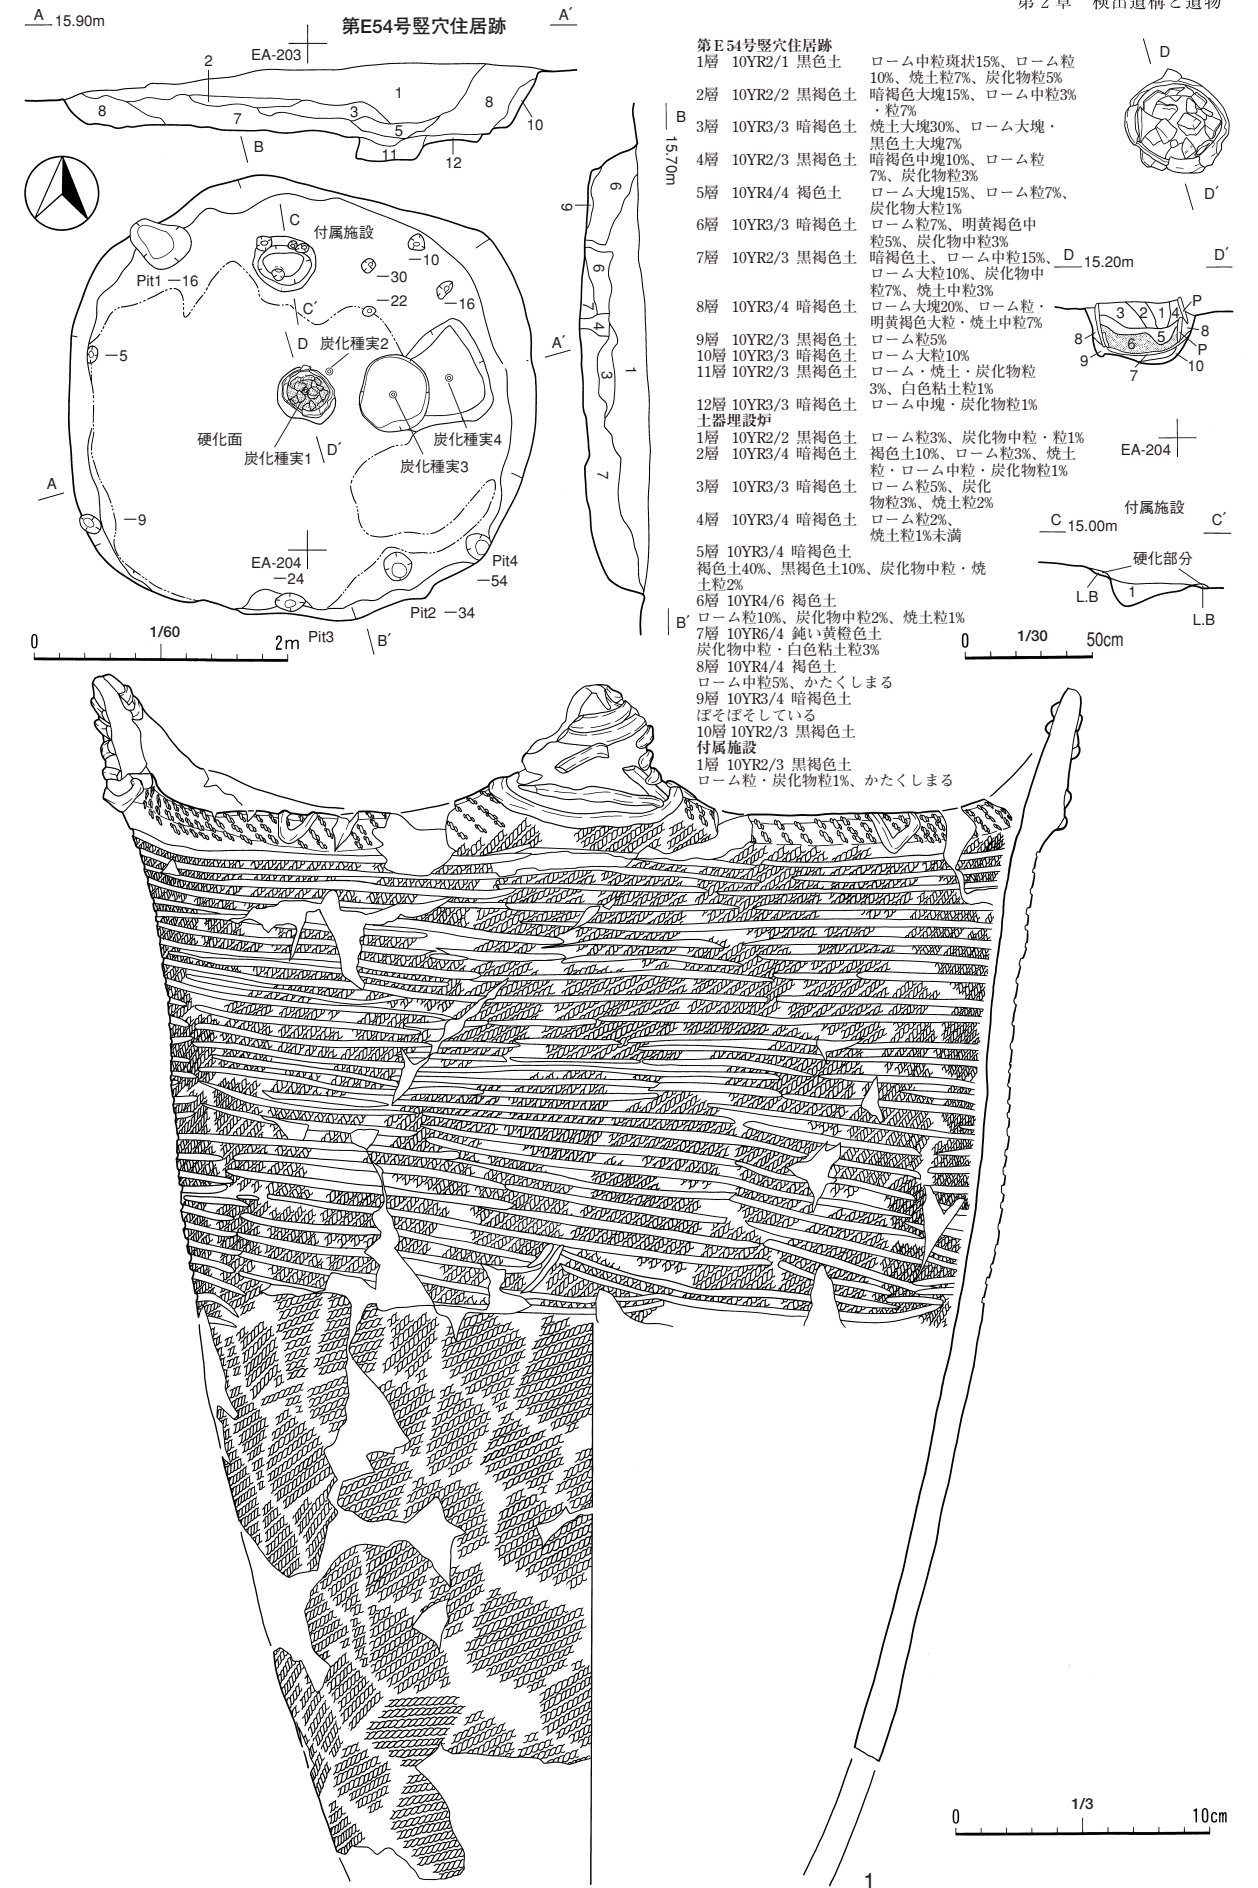 第2章　検出遺構と遺物
A 15.90m
第E54号竪穴住居跡
A′
EA-203
2
1
8
7
3
8
5
10
11
12
B
C
付属施設
Pit1 −16
−10
−30
C′
−22
−16
−5
D
炭化種実2
A′
硬化面
炭化種実1
D′
炭化種実4
炭化種実3
A
−9
EA-204
−24
Pit4
−54
Pit2 −34
Pit3
B′
0
1/60
2m
B
15.70m
6
9
6
7
4
1
3
7
B′
第E54号竪穴住居跡
1層 10YR2/1 黒色土 ローム中粒斑状15%、ローム粒
10%、焼土粒7%、炭化物粒5%
2層 10YR2/2 黒褐色土 暗褐色大塊15%、ローム中粒3%
・粒7%
3層 10YR3/3 暗褐色土 焼土大塊30%、ローム大塊・
黒色土大塊7%
4層 10YR2/3 黒褐色土 暗褐色中塊10%、ローム粒
7%、炭化物粒3%
5層 10YR4/4 褐色土 ローム大塊15%、ローム粒7%、
炭化物大粒1%
6層 10YR3/3 暗褐色土 ローム粒7%、明黄褐色中
粒5%、炭化物中粒3%
7層 10YR2/3 黒褐色土 暗褐色土、ローム中粒15%、
ローム大粒10%、炭化物中
粒7%、焼土中粒3%
8層 10YR3/4 暗褐色土 ローム大塊20%、ローム粒・
明黄褐色大粒・焼土中粒7%
9層 10YR2/3 黒褐色土 ローム粒5%
10層 10YR3/3 暗褐色土 ローム大粒10%
11層 10YR2/3 黒褐色土 ローム・焼土・炭化物粒
3%、白色粘土粒1%
12層 10YR3/3 暗褐色土 ローム中塊・炭化物粒1%
土器埋設炉
1層 10YR2/2 黒褐色土 ローム粒3%、炭化物中粒・粒1%
2層 10YR3/4 暗褐色土 褐色土10%、ローム粒3%、焼土
粒・ローム中粒・炭化物粒1%
3層 10YR3/3 暗褐色土 ローム粒5%、炭化
物粒3%、焼土粒2%
4層 10YR3/4 暗褐色土 ローム粒2%、
焼土粒1%未満
5層 10YR3/4 暗褐色土
褐色土40%、黒褐色土10%、炭化物中粒・焼
土粒2%
6層 10YR4/6 褐色土
ローム粒10%、炭化物中粒2%、焼土粒1%
7層 10YR6/4 鈍い黄橙色土
炭化物中粒・白色粘土粒3%
8層 10YR4/4 褐色土
ローム中粒5%、かたくしまる
9層 10YR3/4 暗褐色土
ぼそぼそしている
10層 10YR2/3 黒褐色土
付属施設
1層 10YR2/3 黒褐色土
ローム粒・炭化物粒1%、かたくしまる
D
D′
D 15.20m
D′
3 2 1 4
P
8
6
5
8
P
9
7
10
EA-204
付属施設
C 15.00m
C′
硬化部分
L.B
1
L.B
0
1/30
50cm
0
1/3
10cm
1